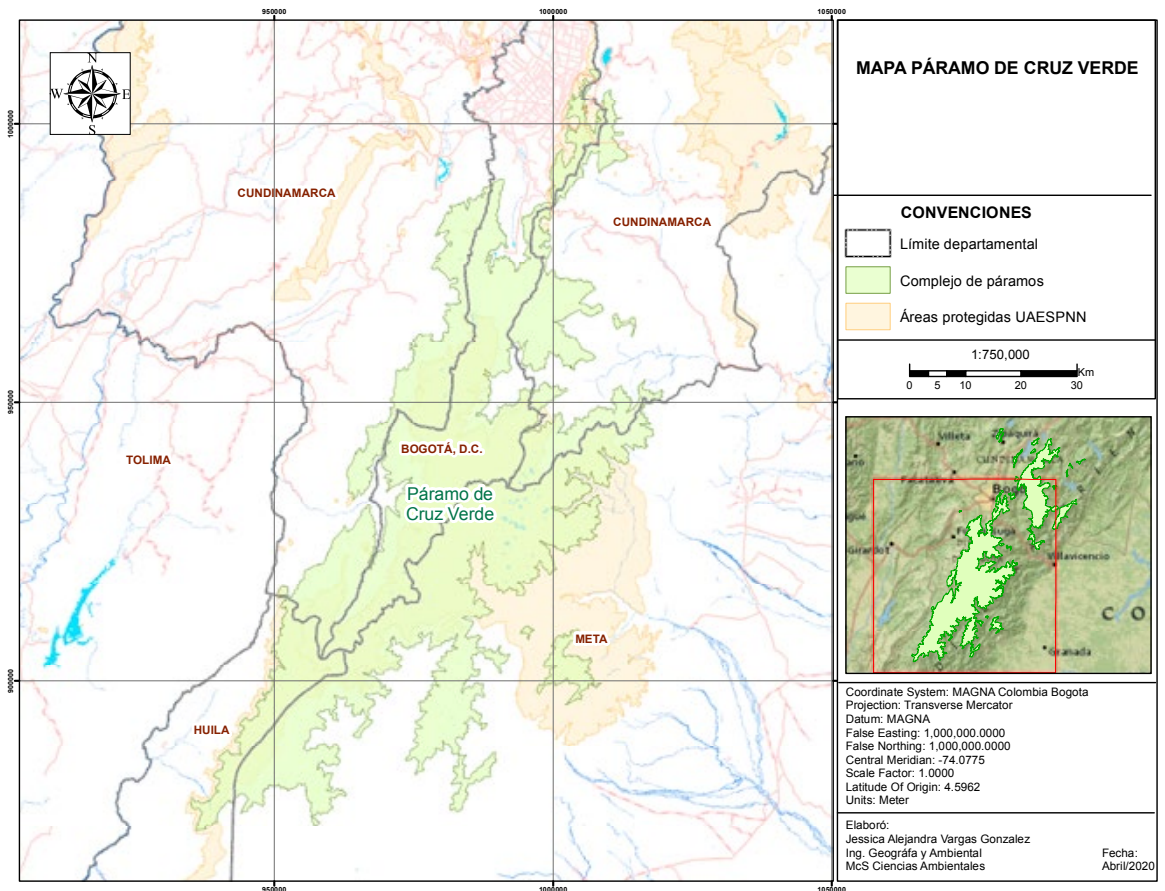 950000
1000000
1050000
MAPA PÁRAMO DE CRUZ VERDE
N
W
E
S
1000000
CUNDINAMARCA
CUNDINAMARCA
CONVENCIONES
Límite departamental
Complejo de páramos
Áreas protegidas UAESPNN
1:750,000
0 5 10 20 30
Km
950000
TOLIMA
BOGOTÁ, D.C.
Páramo de
Cruz Verde
META
900000
HUILA
950000
1000000
1050000
Villeta
Bogo
Girardot
Villavicencio
Granada
C O
Coordinate System: MAGNA Colombia Bogota
Projection: Transverse Mercator
Datum: MAGNA
False Easting: 1,000,000.0000
False Northing: 1,000,000.0000
Central Meridian: -74.0775
Scale Factor: 1.0000
Latitude Of Origin: 4.5962
Units: Meter
Elaboró:
Jessica Alejandra Vargas Gonzalez
Ing. Geográfa y Ambiental
McS Ciencias Ambientales
Fecha:
Abril/2020